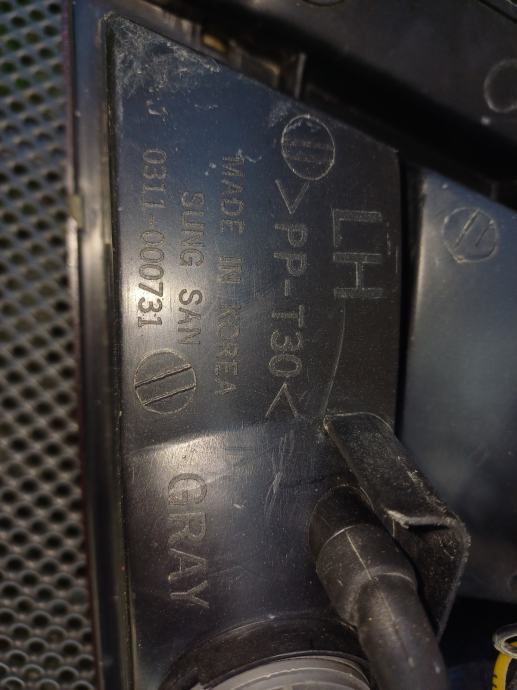 LH
>PP-T30<
MADE IN KOREA
SUNG SAN
J 0311-000731
GRAY